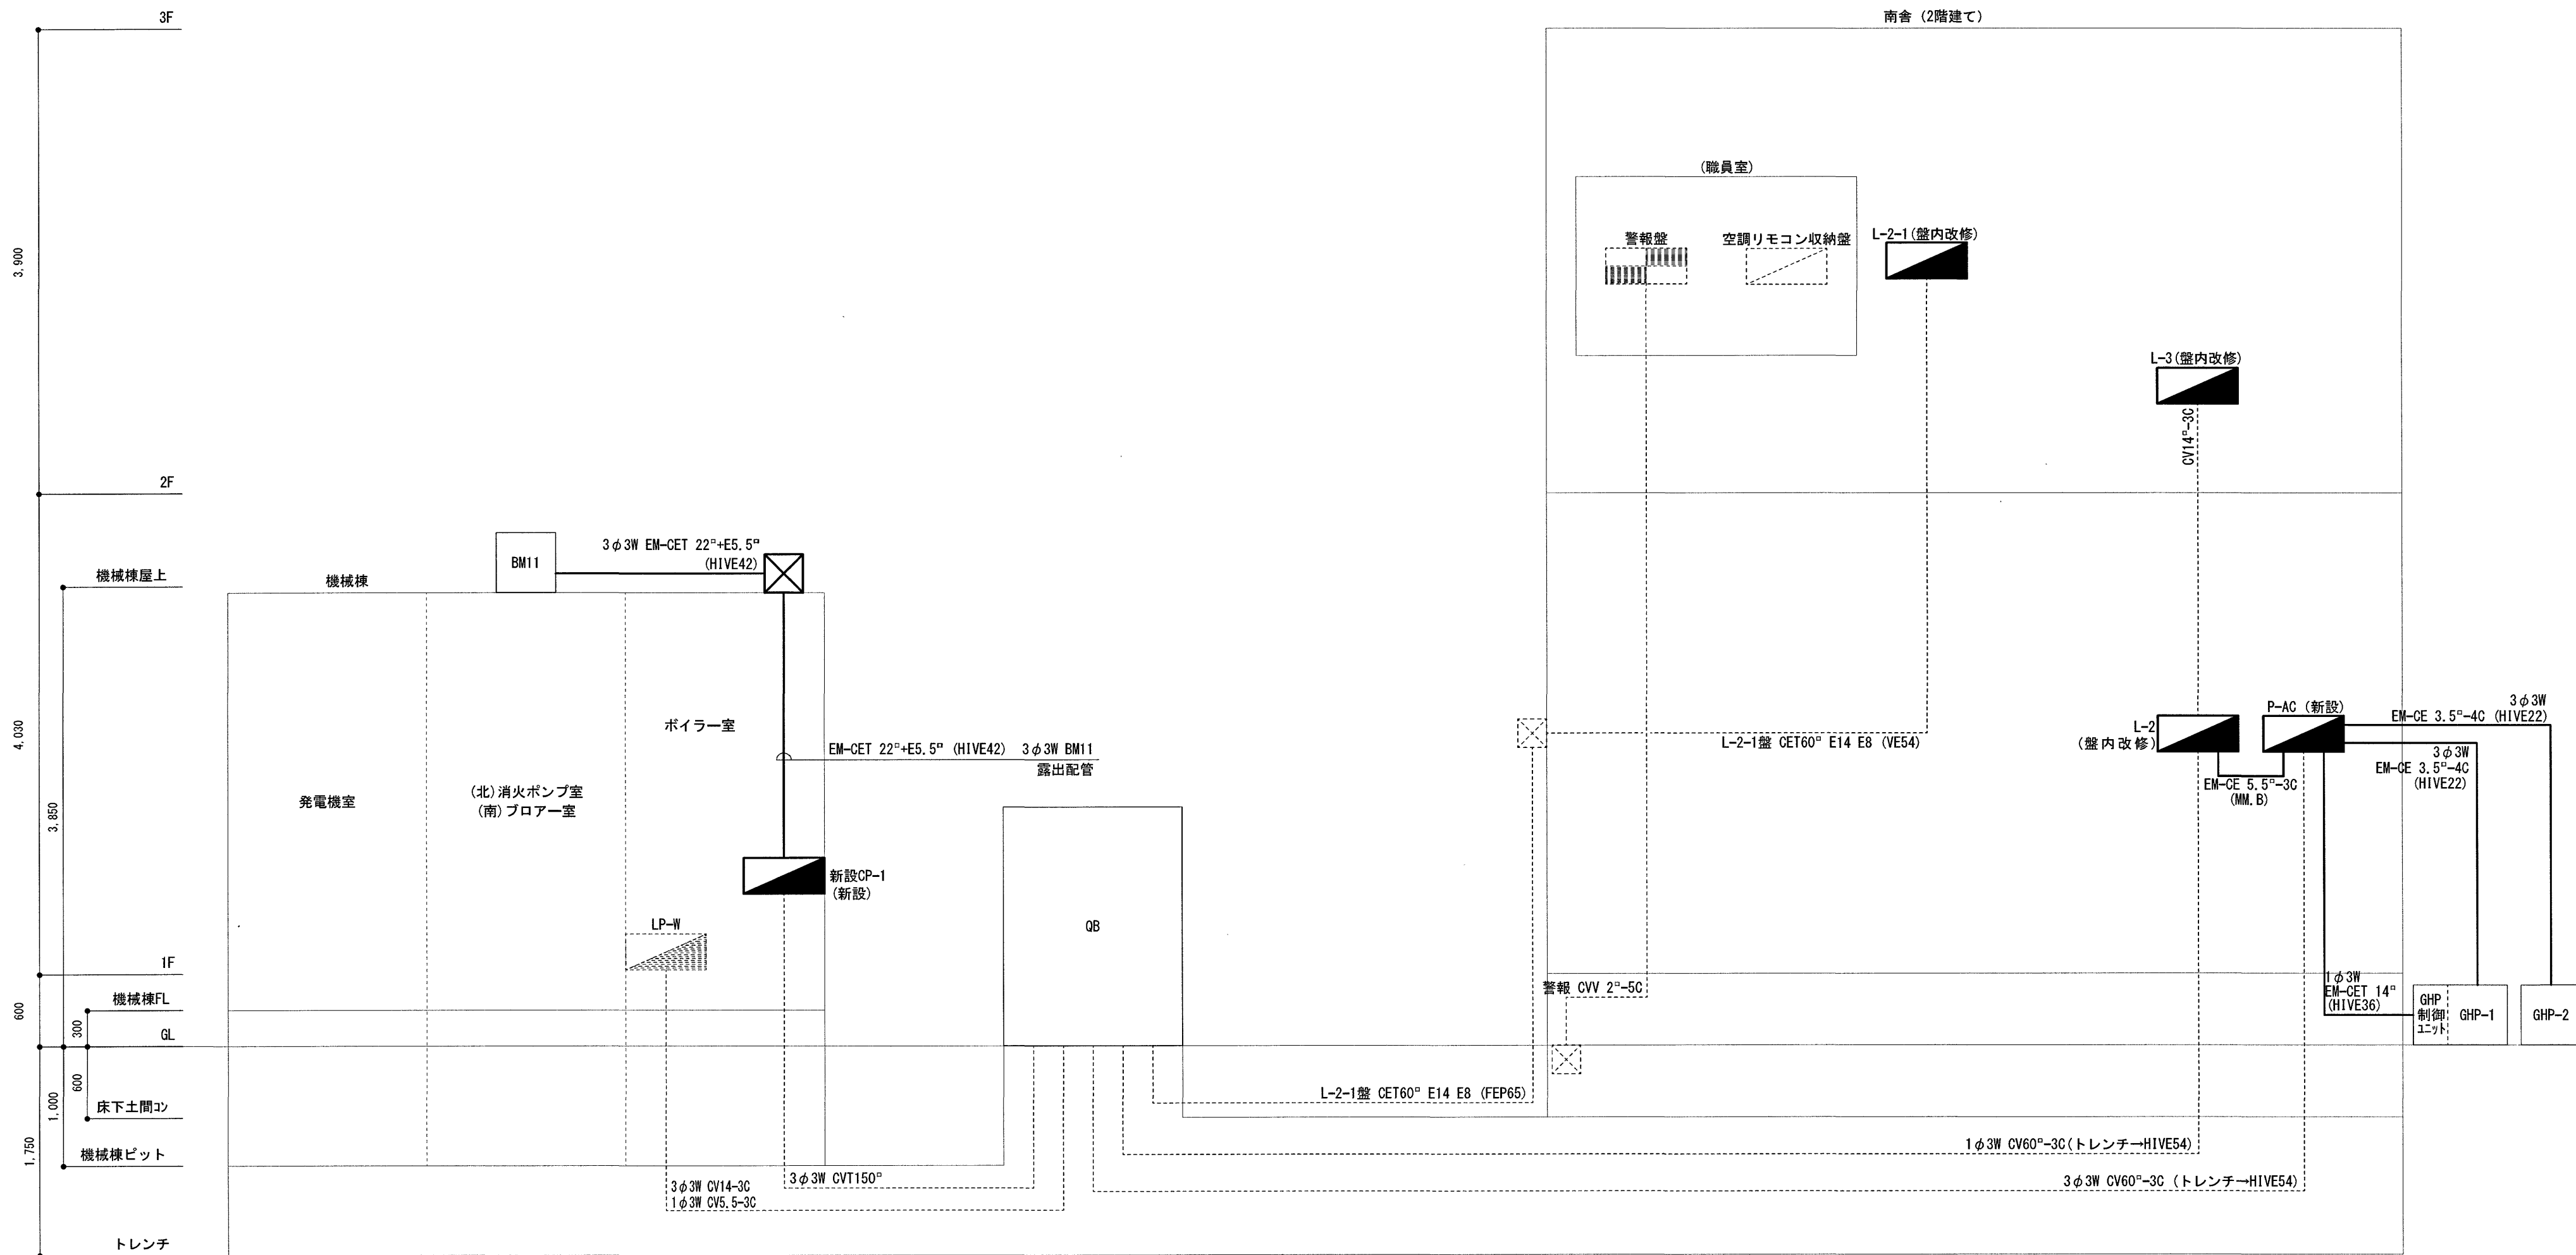 3F
南舎 (2階建て)
(職員室)
警報盤
空調リモコン収納盤
L-2-1(盤内改修)
3,900
L-3(盤内改修)
CV14□-3C
2F
3φ3W EM-CET 22□+E5.5□
(HIVE42)
BM11
機械棟屋上
機械棟
4,030
3,850
ボイラー室
EM-CET 22□+E5.5□ (HIVE42) 3φ3W BM11
露出配管
発電機室
(北)消火ポンプ室
(南)ブロアー室
L-2-1盤 CET60□ E14 E8 (VE54)
L-2
(盤内改修)
P-AC (新設)
3φ3W
EM-CE 3.5□-4C (HIVE22)
3φ3W
EM-CE 3.5□-4C
(HIVE22)
EM-CE 5.5□-3C
(MM.B)
新設CP-1
(新設)
LP-W
QB
1F
600
機械棟FL
300
GL
警報 CVV 2□-5C
1φ3W
EM-CET 14□
(HIVE36)
GHP
制御
ユニット
GHP-1
GHP-2
600
1,000
1,750
床下土間コン
L-2-1盤 CET60□ E14 E8 (FEP65)
機械棟ピット
1φ3W CV60□-3C(トレンチ→HIVE54)
3φ3W CVT150□
3φ3W CV14-3C
1φ3W CV5.5-3C
3φ3W CV60□-3C (トレンチ→HIVE54)
トレンチ